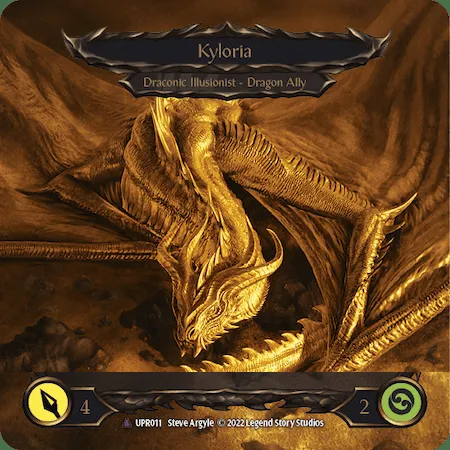 Kyloria
Draconic Illusionist - Dragon Ally
4
2
UPR011 Steve Argyle © 2022 Legend Story Studios